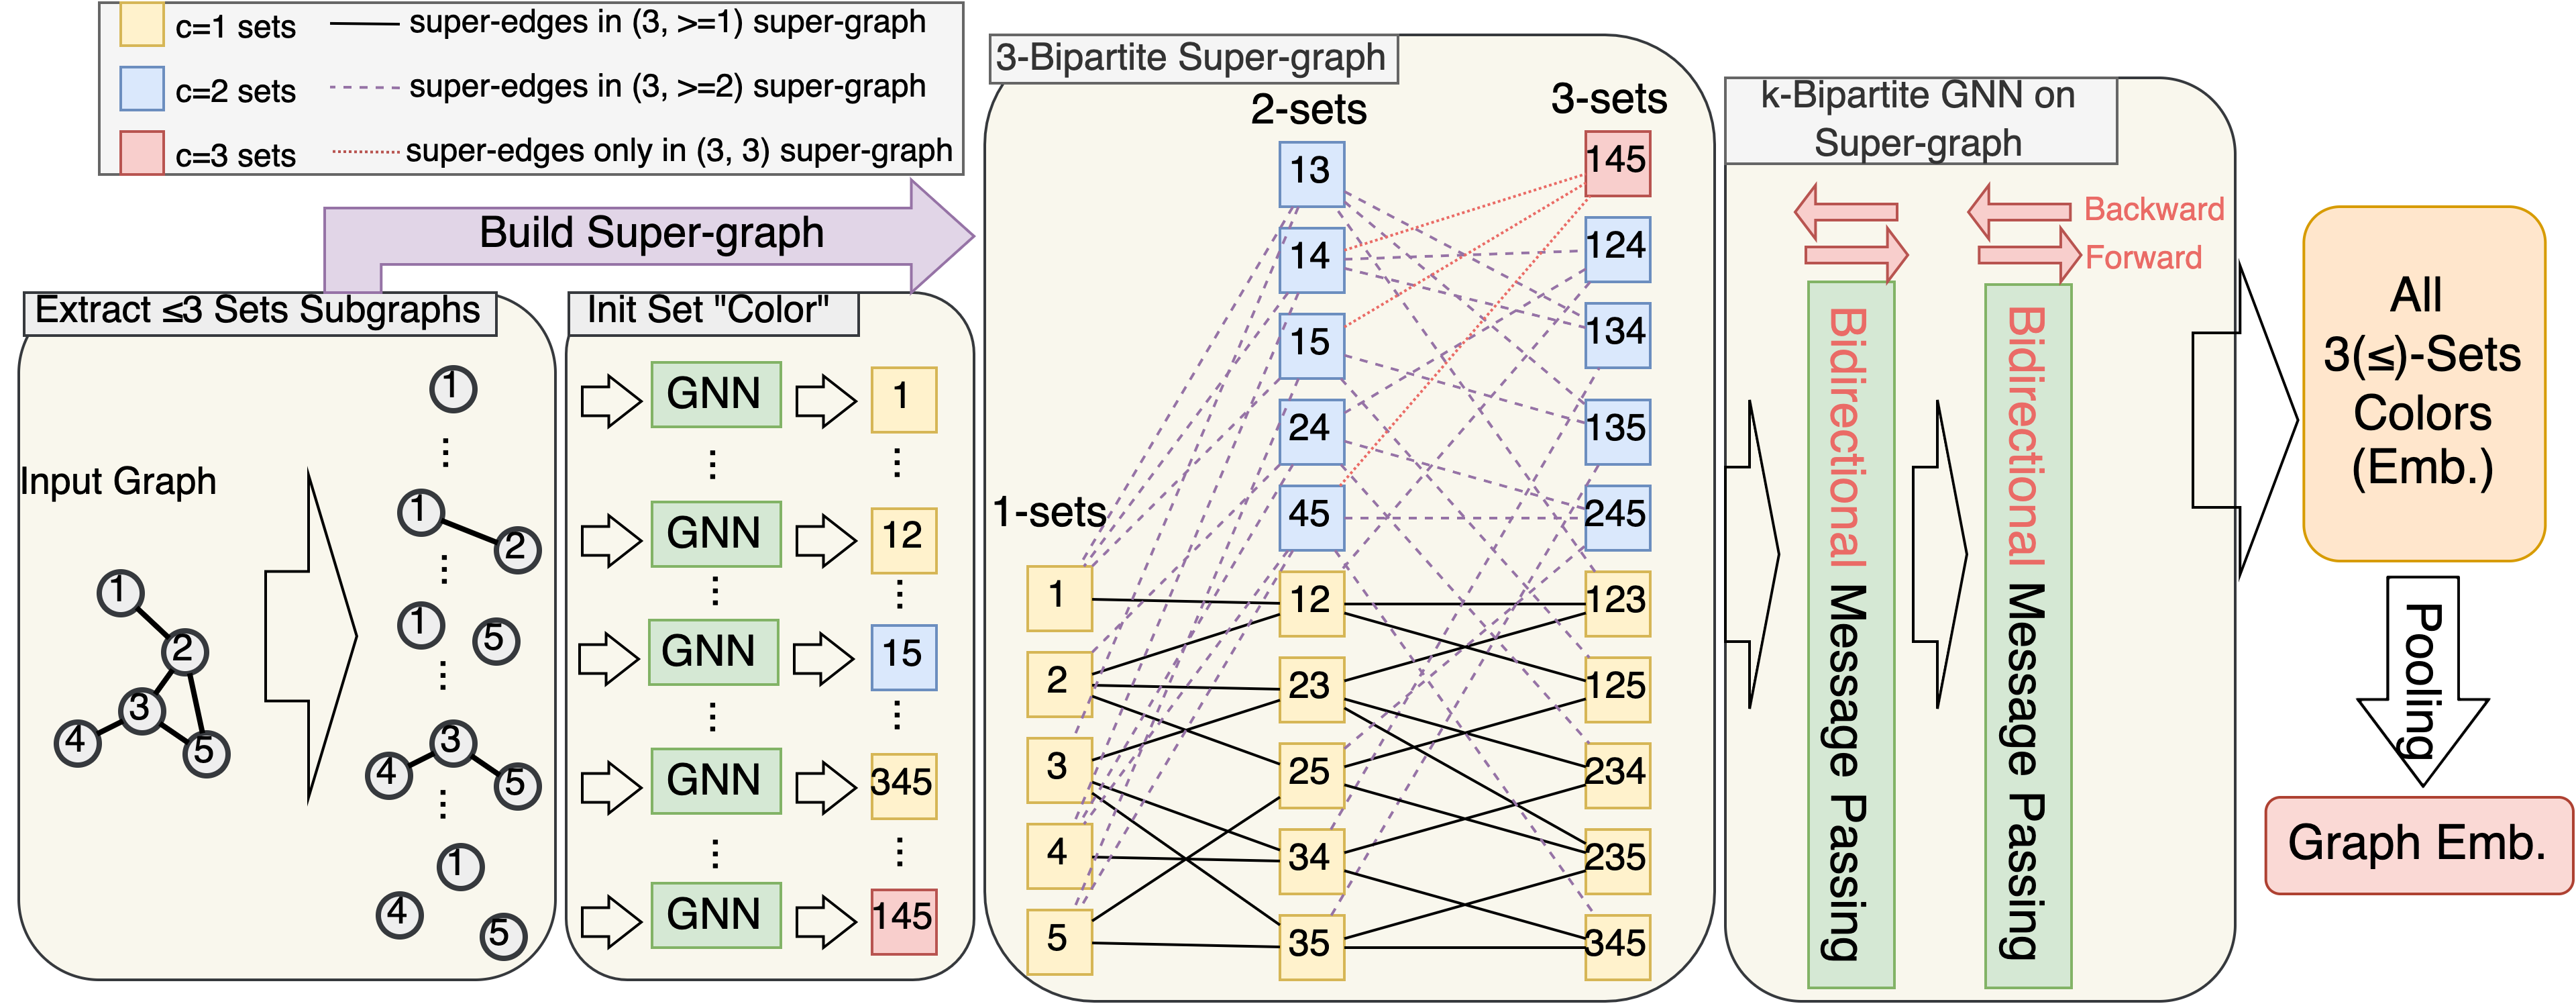 c=1 sets
super-edges in (3, >=1) super-graph
c=2 sets
super-edges in (3, >=2) super-graph
c=3 sets
super-edges only in (3, 3) super-graph
Build Super-graph
Extract ≤3 Sets Subgraphs
Input Graph
1
2
3
4
5
1
1
2
1
5
3
4
5
1
4
5
Init Set "Color"
GNN
1
GNN
12
GNN
15
GNN
345
GNN
145
3-Bipartite Super-graph
1-sets
1
2
3
4
5
2-sets
13
14
15
24
45
12
23
25
34
35
3-sets
145
124
134
135
245
123
125
234
235
345
k-Bipartite GNN on
Super-graph
Backward
Forward
Bidirectional Message Passing
Bidirectional Message Passing
All
3(≤)-Sets
Colors
(Emb.)
Pooling
Graph Emb.